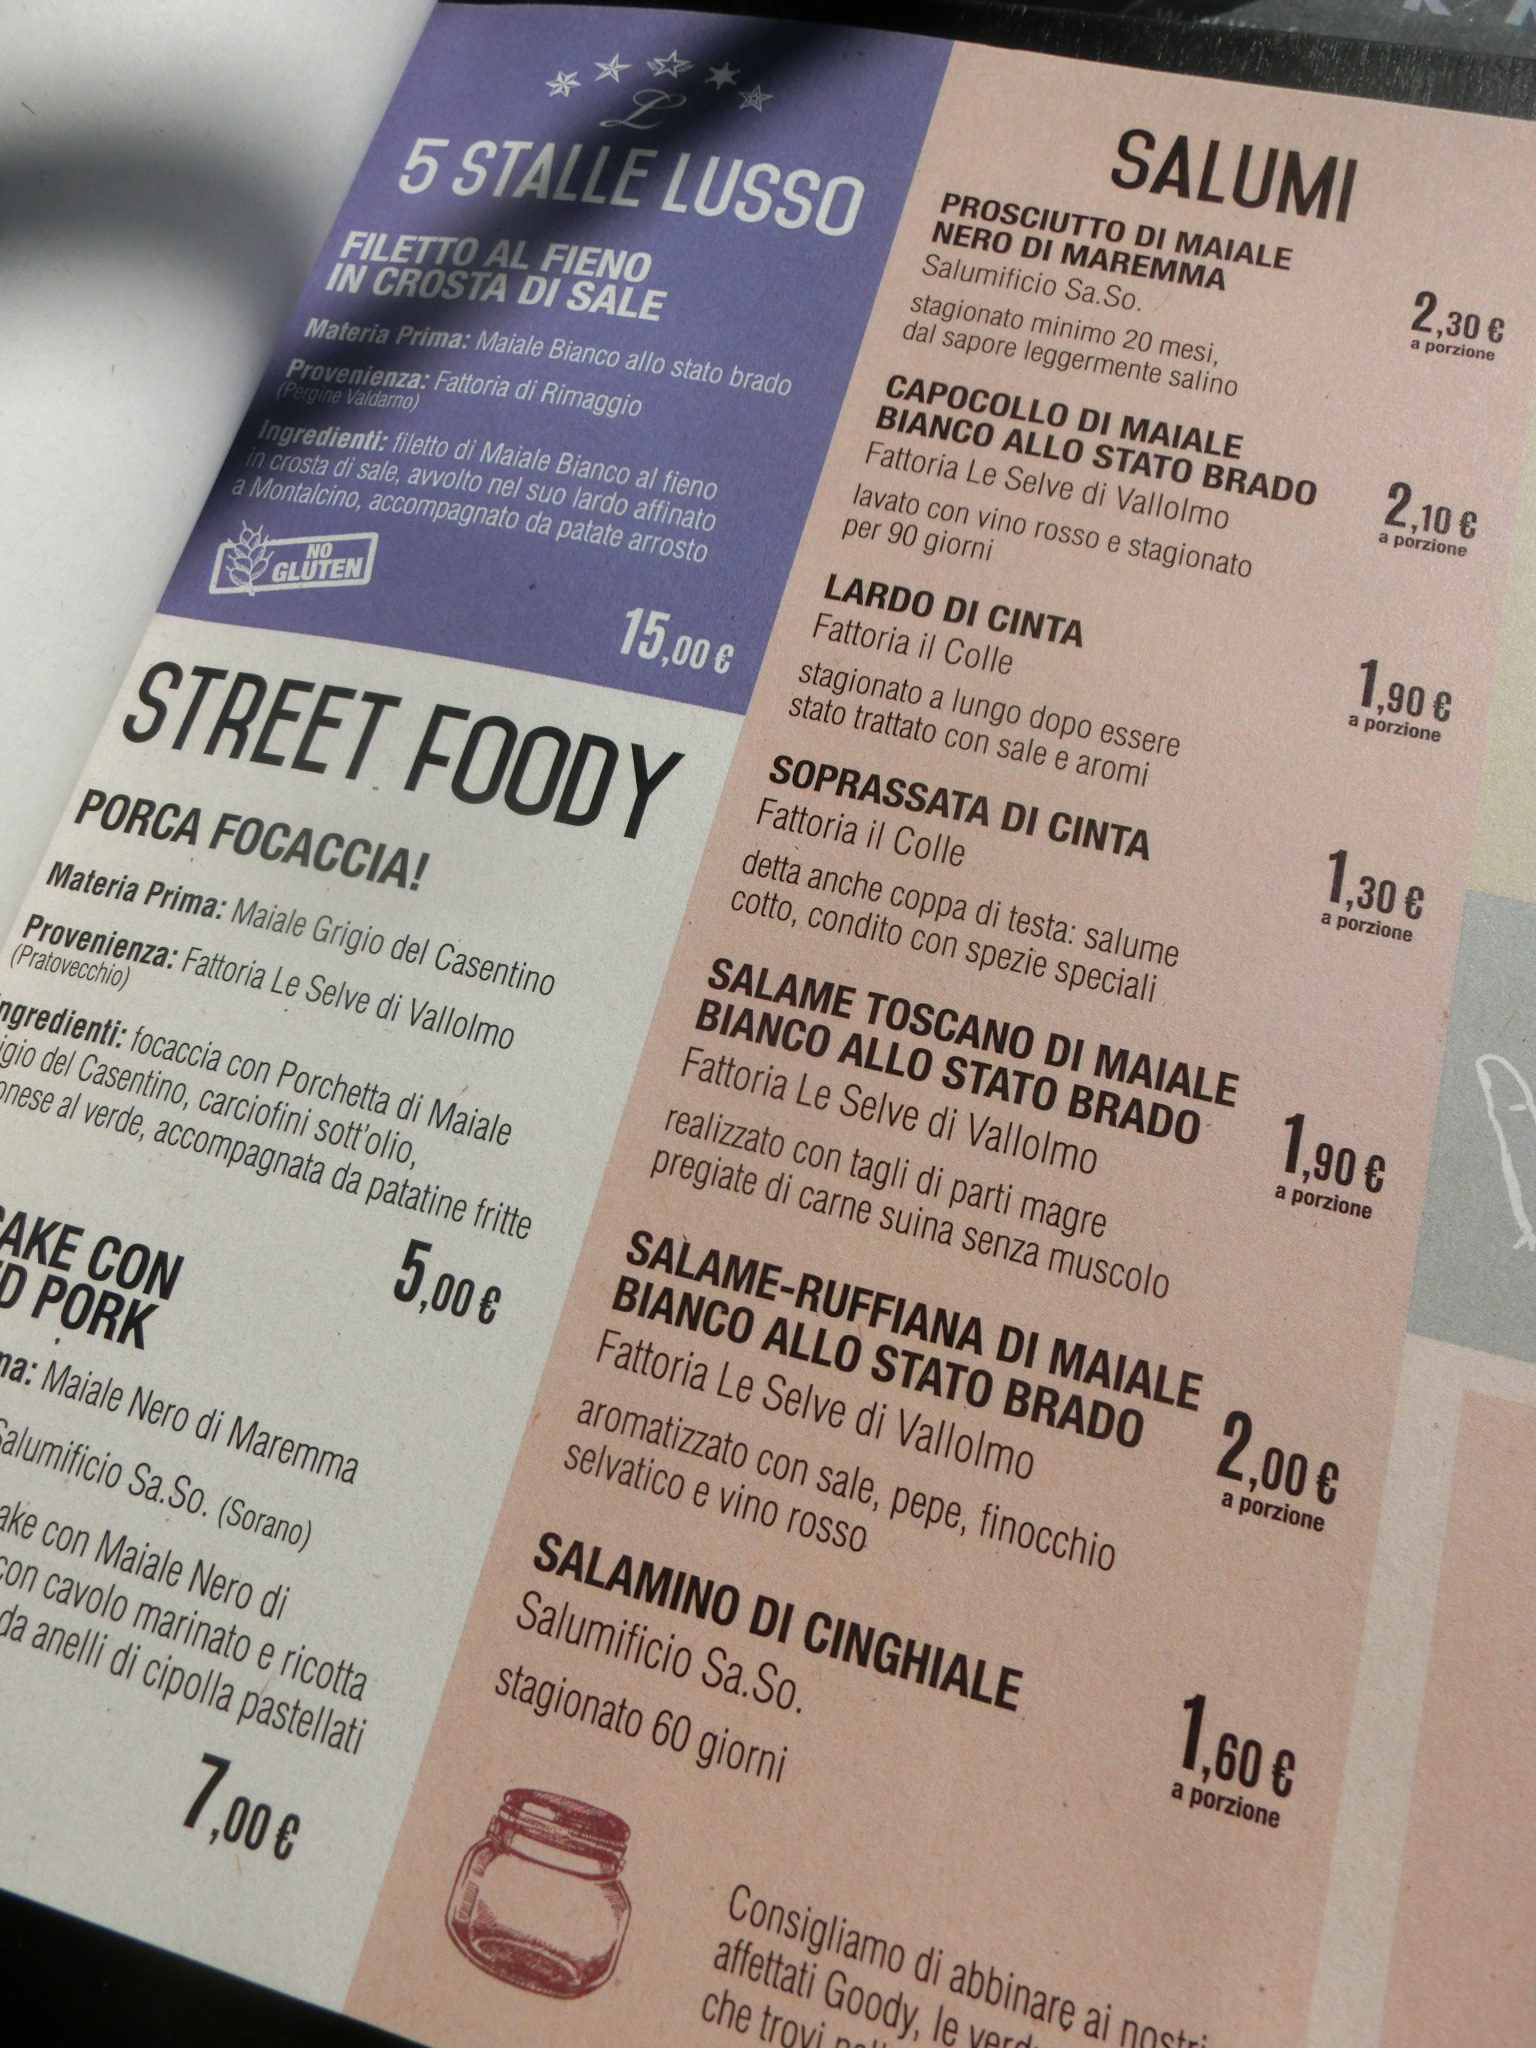 L
5 STALLE LUSSO
FILETTO AL FIENO
IN CROSTA DI SALE
Materia Prima: Maiale Bianco allo stato brado
Provenienza: Fattoria di Rimaggio
(Pergine Valdarno)
Ingredienti: filetto di Maiale Bianco al fieno
in crosta di sale, avvolto nel suo lardo affinato
a Montalcino, accompagnato da patate arrosto
NO
GLUTEN
15,00 €
STREET FOODY
PORCA FOCACCIA!
Materia Prima: Maiale Grigio del Casentino
Provenienza: Fattoria Le Selve di Vallolmo
(Pratovecchio)
ngredienti: focaccia con Porchetta di Maiale
igio del Casentino, carciofini sott'olio,
onese al verde, accompagnata da patatine fritte
5,00 €
AKE CON
D PORK
ma: Maiale Nero di Maremma
Salumificio Sa.So. (Sorano)
ake con Maiale Nero di
con cavolo marinato e ricotta
da anelli di cipolla pastellati
7,00 €
SALUMI
PROSCIUTTO DI MAIALE
NERO DI MAREMMA
Salumificio Sa.So.
stagionato minimo 20 mesi,
dal sapore leggermente salino
2,30 €
a porzione
CAPOCOLLO DI MAIALE
BIANCO ALLO STATO BRADO
Fattoria Le Selve di Vallolmo
lavato con vino rosso e stagionato
per 90 giorni
2,10 €
a porzione
LARDO DI CINTA
Fattoria il Colle
stagionato a lungo dopo essere
stato trattato con sale e aromi
1,90 €
a porzione
SOPRASSATA DI CINTA
Fattoria il Colle
detta anche coppa di testa: salume
cotto, condito con spezie speciali
1,30 €
a porzione
SALAME TOSCANO DI MAIALE
BIANCO ALLO STATO BRADO
Fattoria Le Selve di Vallolmo
realizzato con tagli di parti magre
pregiate di carne suina senza muscolo
1,90 €
a porzione
SALAME-RUFFIANA DI MAIALE
BIANCO ALLO STATO BRADO
Fattoria Le Selve di Vallolmo
aromatizzato con sale, pepe, finocchio
selvatico e vino rosso
2,00 €
a porzione
SALAMINO DI CINGHIALE
Salumificio Sa.So.
stagionato 60 giorni
1,60 €
a porzione
Consigliamo di abbinare ai nostri
affettati Goody, le verd
che trovi